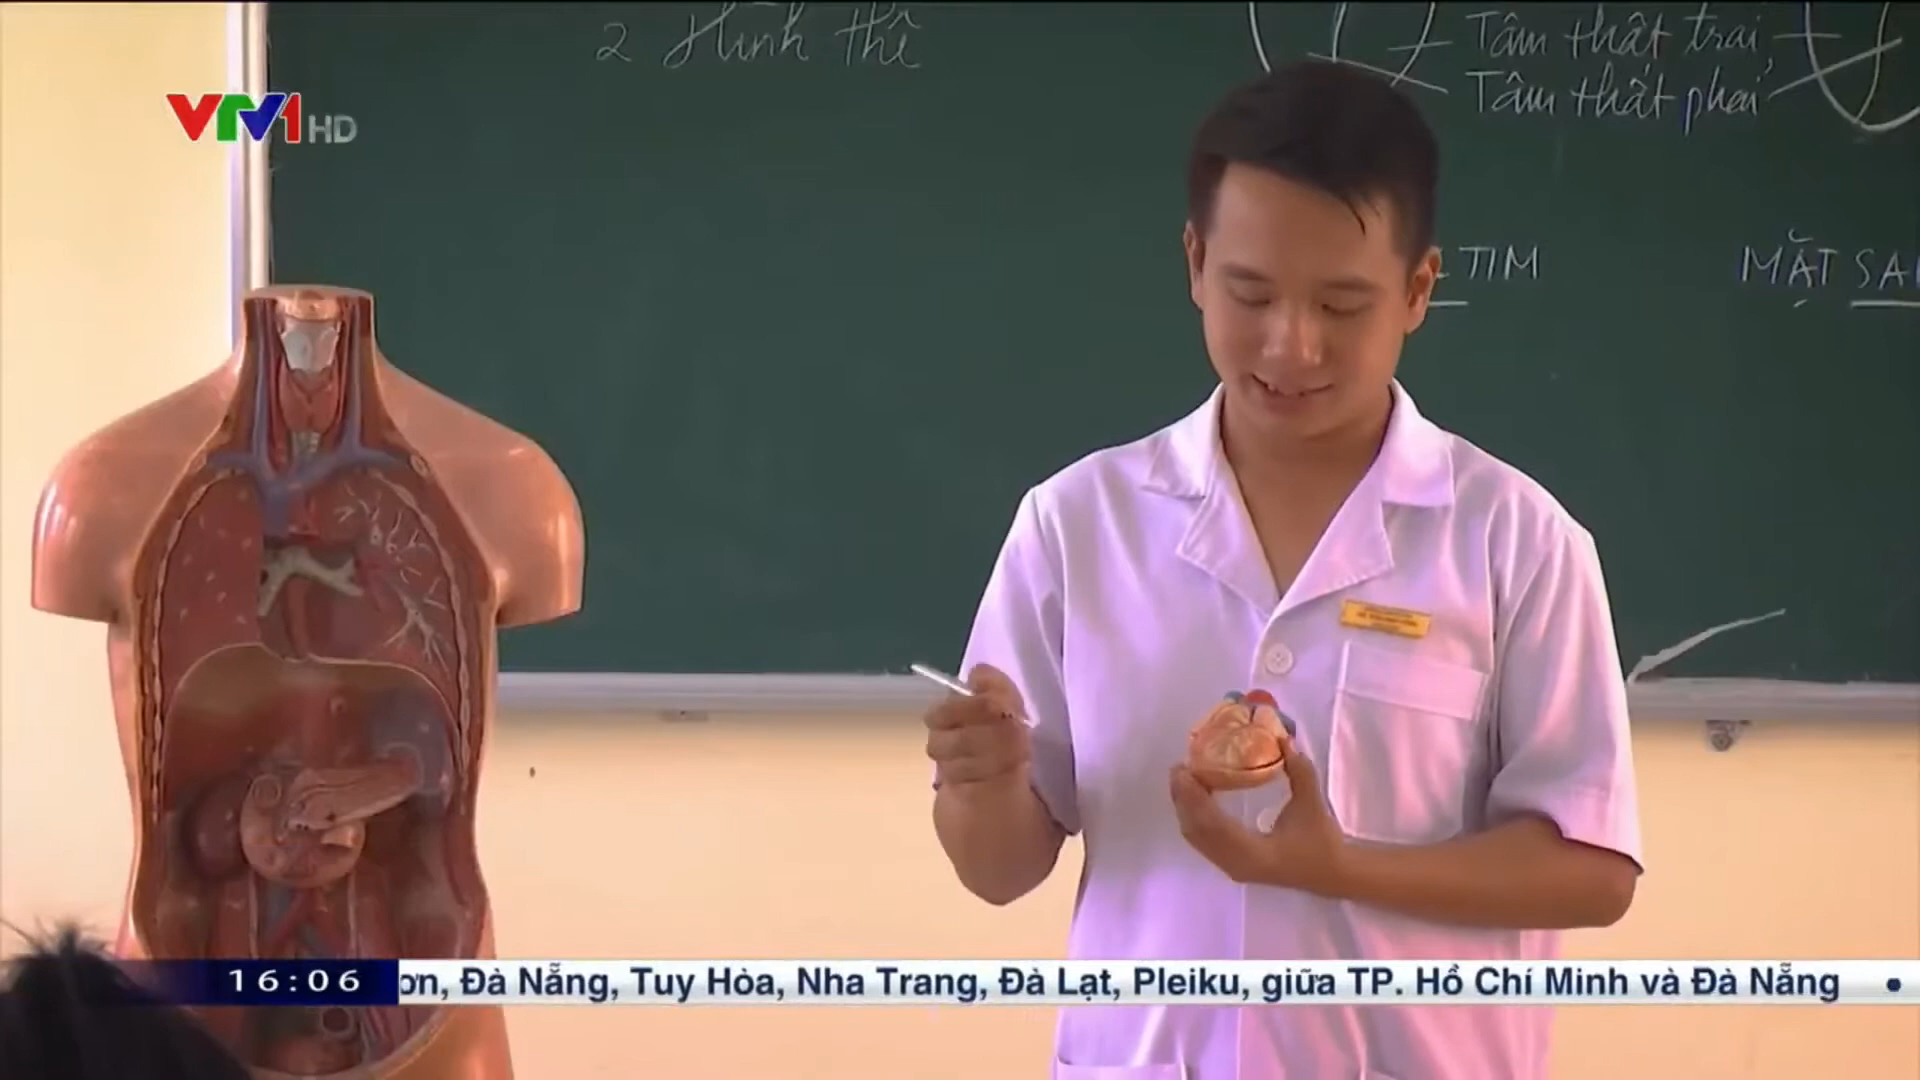 2 Hình thể
Tâm thất trái
Tâm thất phải
VTV1 HD
TIM
MẶT SA
16:06
ơn, Đà Nẵng, Tuy Hòa, Nha Trang, Đà Lạt, Pleiku, giữa TP. Hồ Chí Minh và Đà Nẵng •